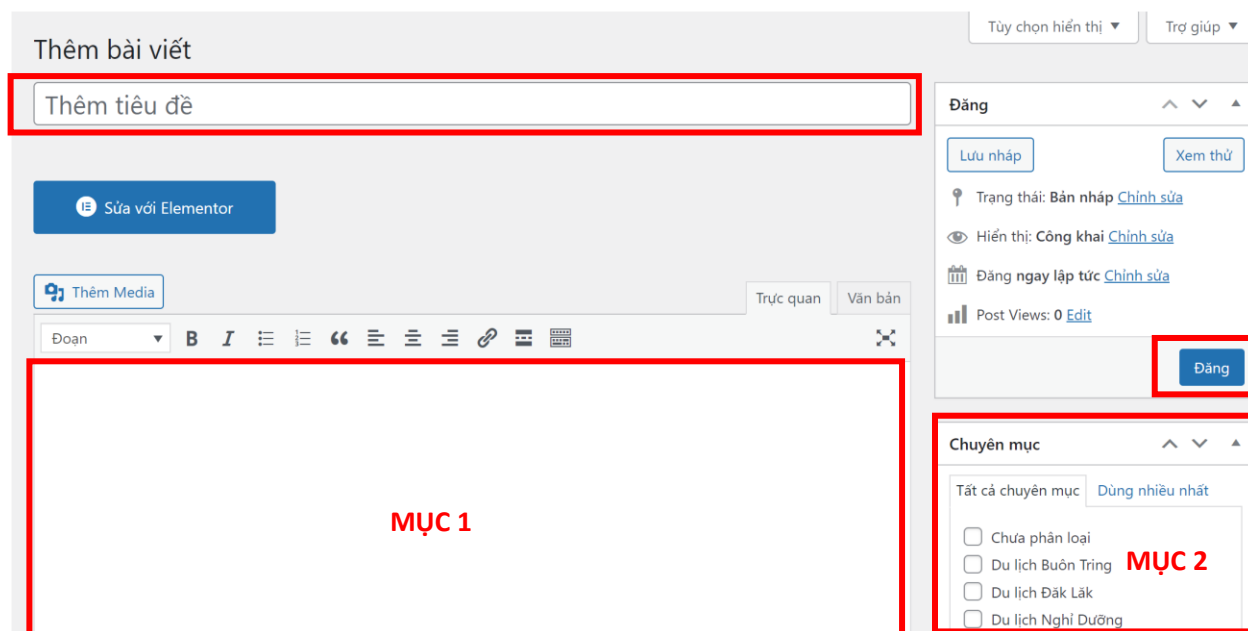 Tùy chọn hiển thị ▼ Trợ giúp ▼
Thêm bài viết
Thêm tiêu đề
Sửa với Elementor
Thêm Media
Trực quan Văn bản
Đoạn ▼ B I
MỤC 1
Đăng
Lưu nháp Xem thử
Trạng thái: Bản nháp Chỉnh sửa
Hiển thị: Công khai Chỉnh sửa
Đăng ngay lập tức Chỉnh sửa
Post Views: 0 Edit
Đăng
Chuyên mục
Tất cả chuyên mục Dùng nhiều nhất
Chưa phân loại
Du lịch Buôn Tring
MỤC 2
Du lịch Đăk Lăk
Du lịch Nghỉ Dưỡng